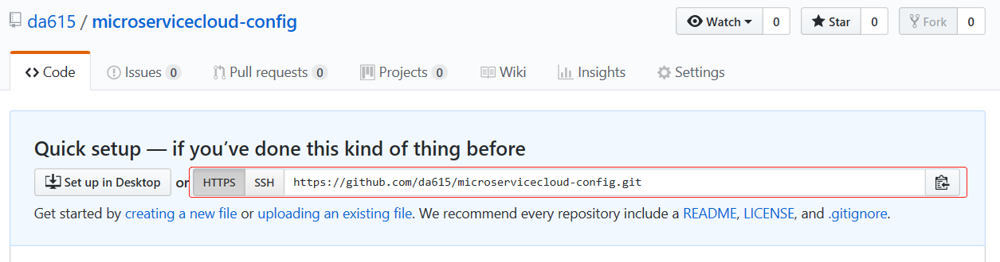 da615 / microservicecloud-config Watch 0 Star 0 Fork 0
Code Issues 0 Pull requests 0 Projects 0 Wiki Insights Settings
Quick setup — if you’ve done this kind of thing before
Set up in Desktop or HTTPS SSH https://github.com/da615/microservicecloud-config.git
Get started by creating a new file or uploading an existing file. We recommend every repository include a README, LICENSE, and .gitignore.